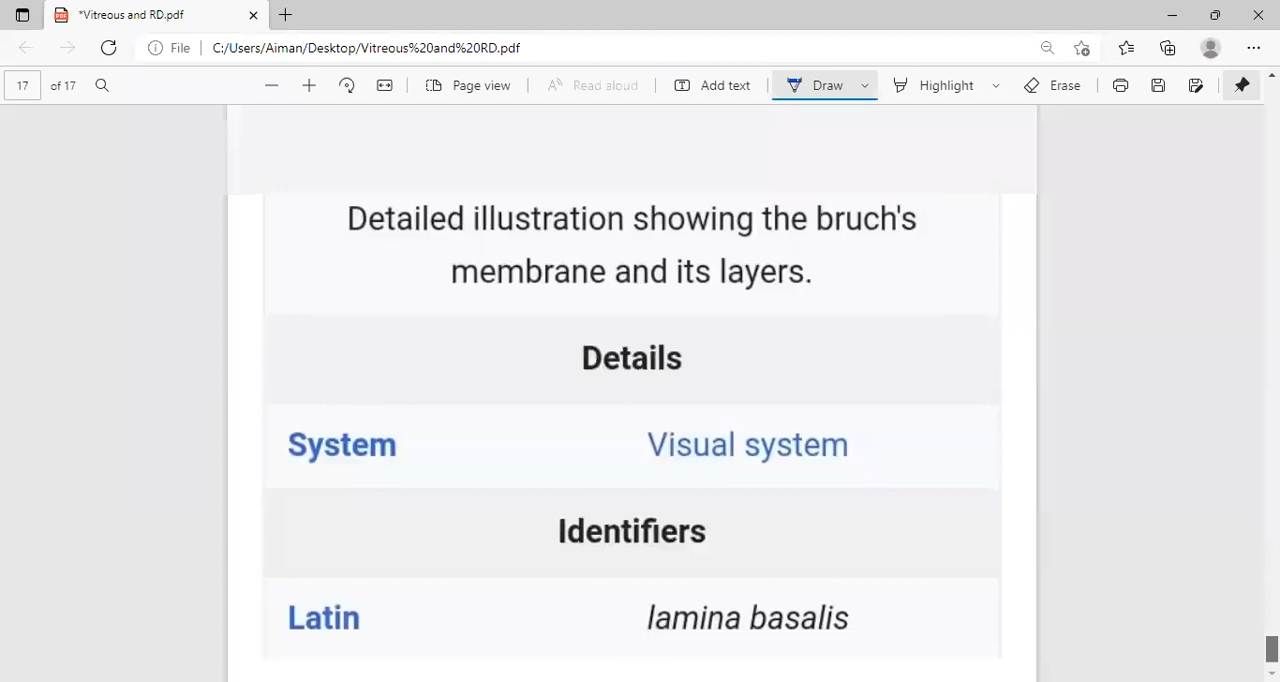 *Vitreous and RD.pdf
File C:/Users/Aiman/Desktop/Vitreous%20and%20RD.pdf
17 of 17 Page view Read aloud Add text Draw Highlight Erase
Detailed illustration showing the bruch's
membrane and its layers.
Details
System Visual system
Identifiers
Latin lamina basalis